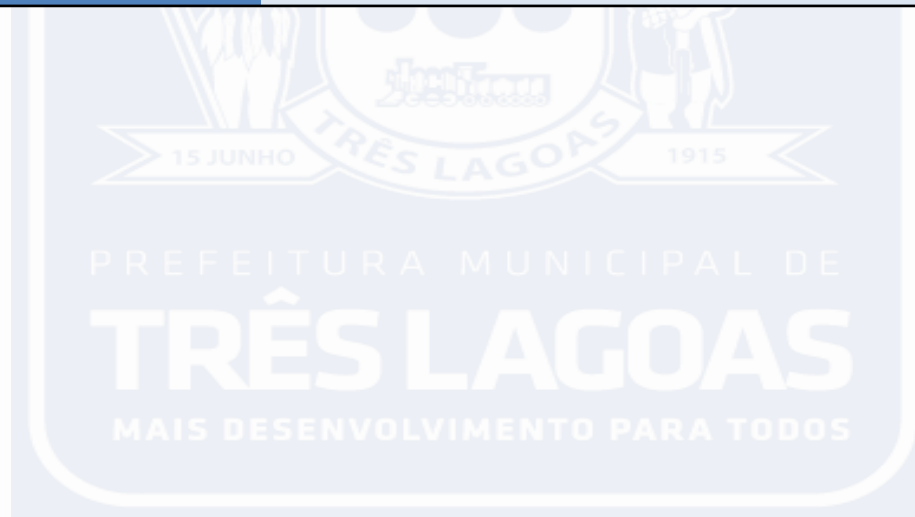 15 JUNHO
TRÊS LAGOAS
1915
PREFEITURA MUNICIPAL DE
TRÊS LAGOAS
MAIS DESENVOLVIMENTO PARA TODOS